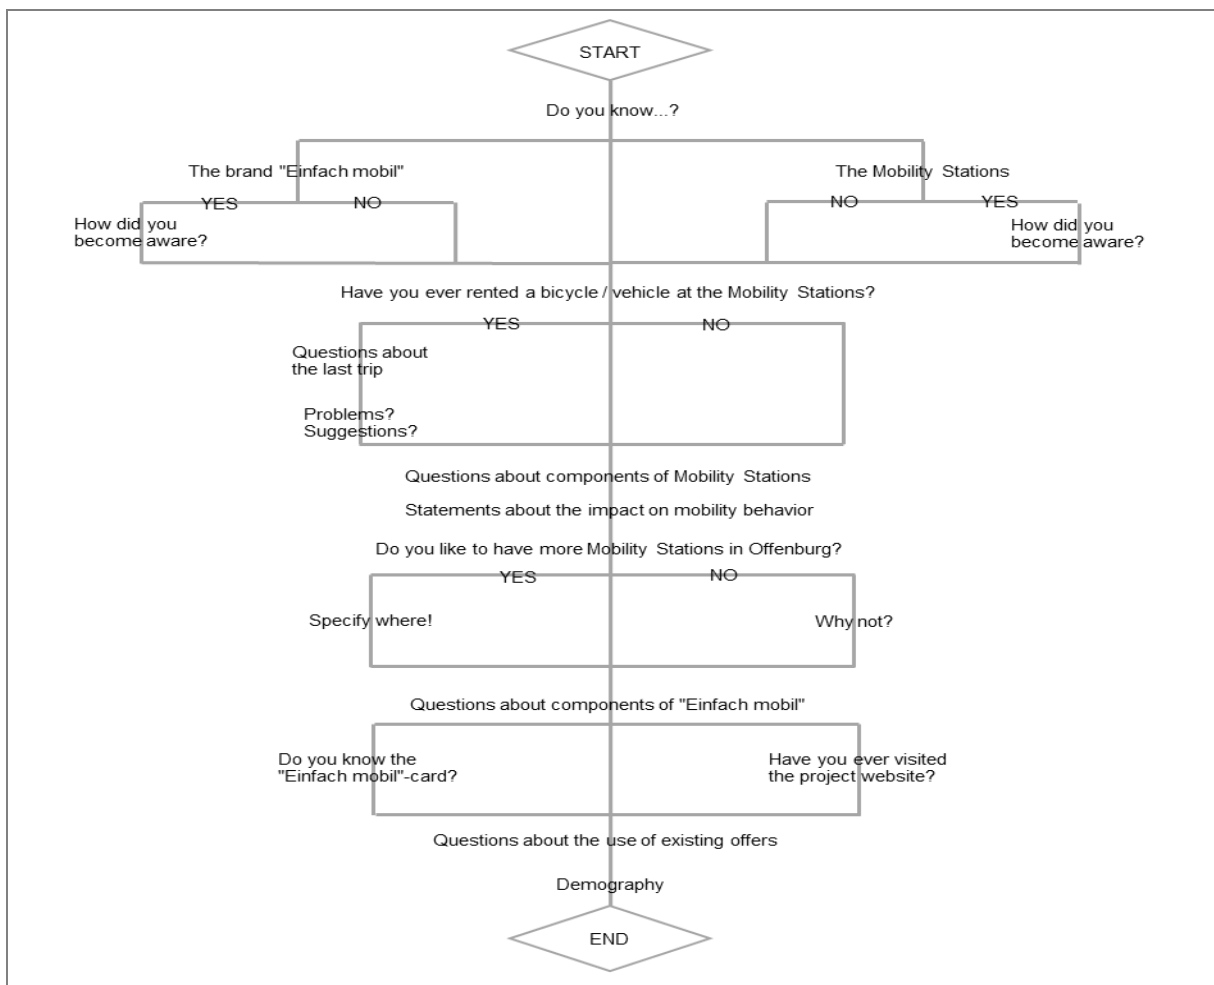 START
Do you know...?
The brand "Einfach mobil"
The Mobility Stations
YES
NO
NO
YES
How did you
become aware?
How did you
become aware?
Have you ever rented a bicycle / vehicle at the Mobility Stations?
YES
NO
Questions about
the last trip
Problems?
Suggestions?
Questions about components of Mobility Stations
Statements about the impact on mobility behavior
Do you like to have more Mobility Stations in Offenburg?
YES
NO
Specify where!
Why not?
Questions about components of "Einfach mobil"
Do you know the
"Einfach mobil"-card?
Have you ever visited
the project website?
Questions about the use of existing offers
Demography
END